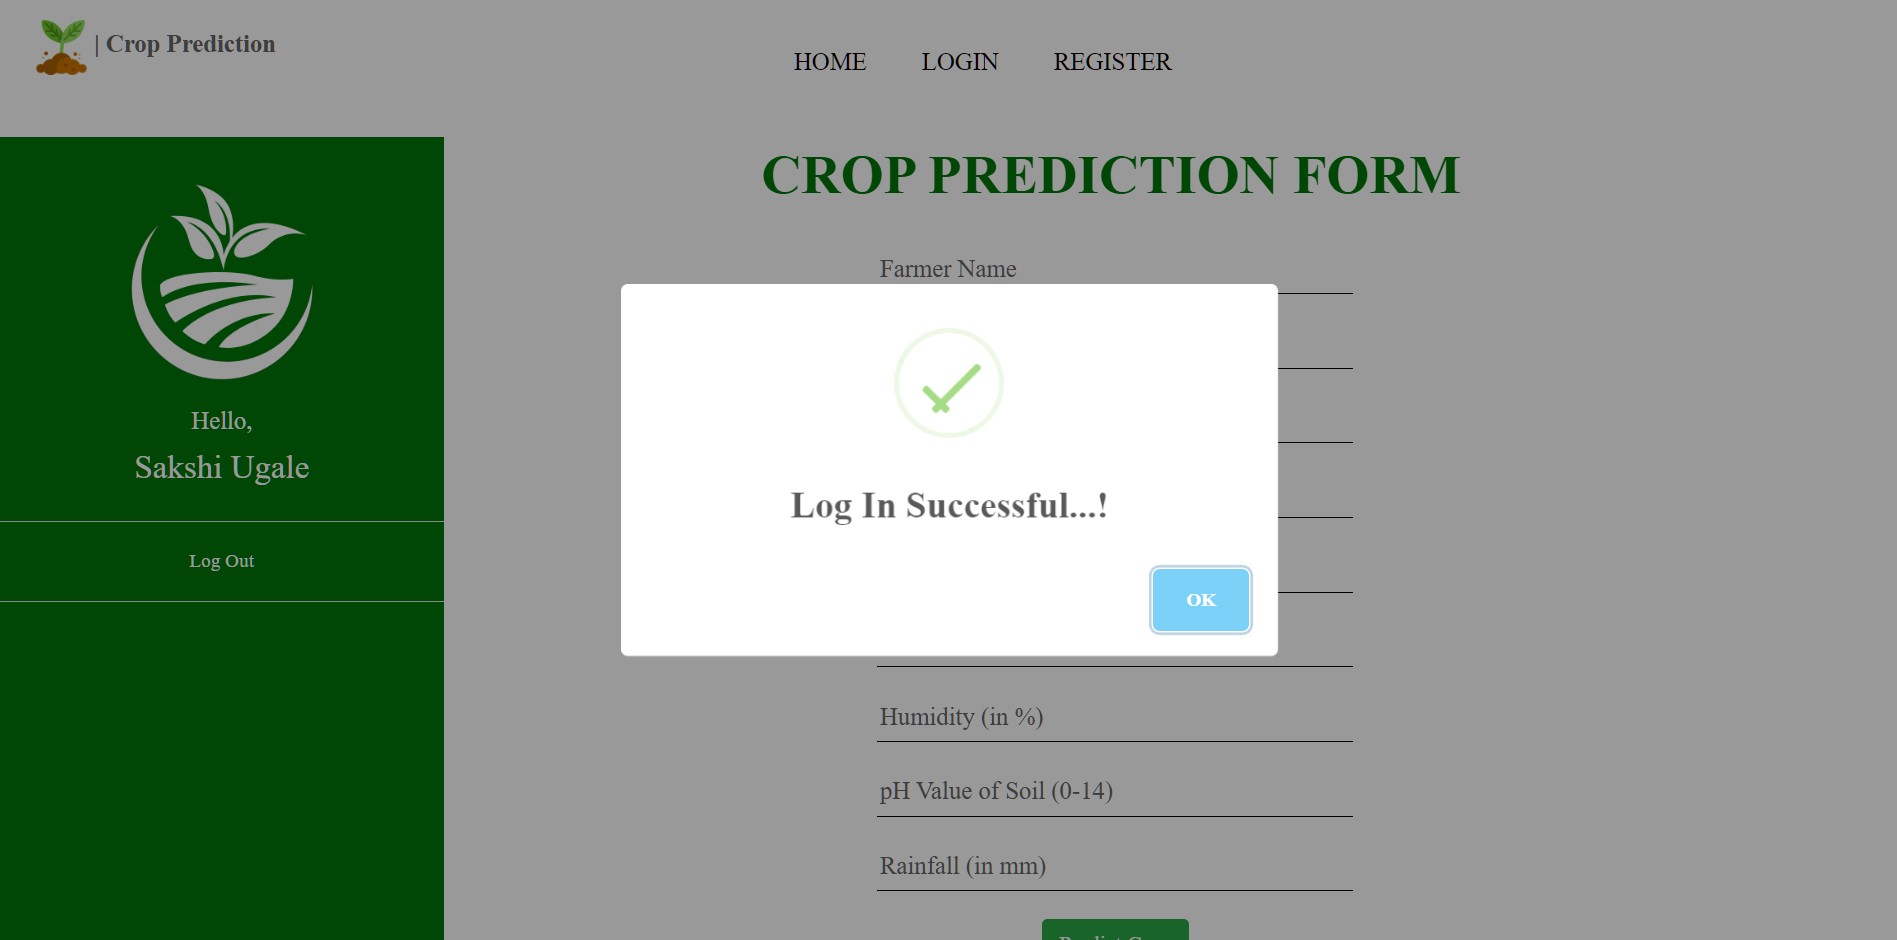 | Crop Prediction
HOME LOGIN REGISTER
Hello,
Sakshi Ugale
Log Out
CROP PREDICTION FORM
Farmer Name
Log In Successful...!
OK
Humidity (in %)
pH Value of Soil (0-14)
Rainfall (in mm)